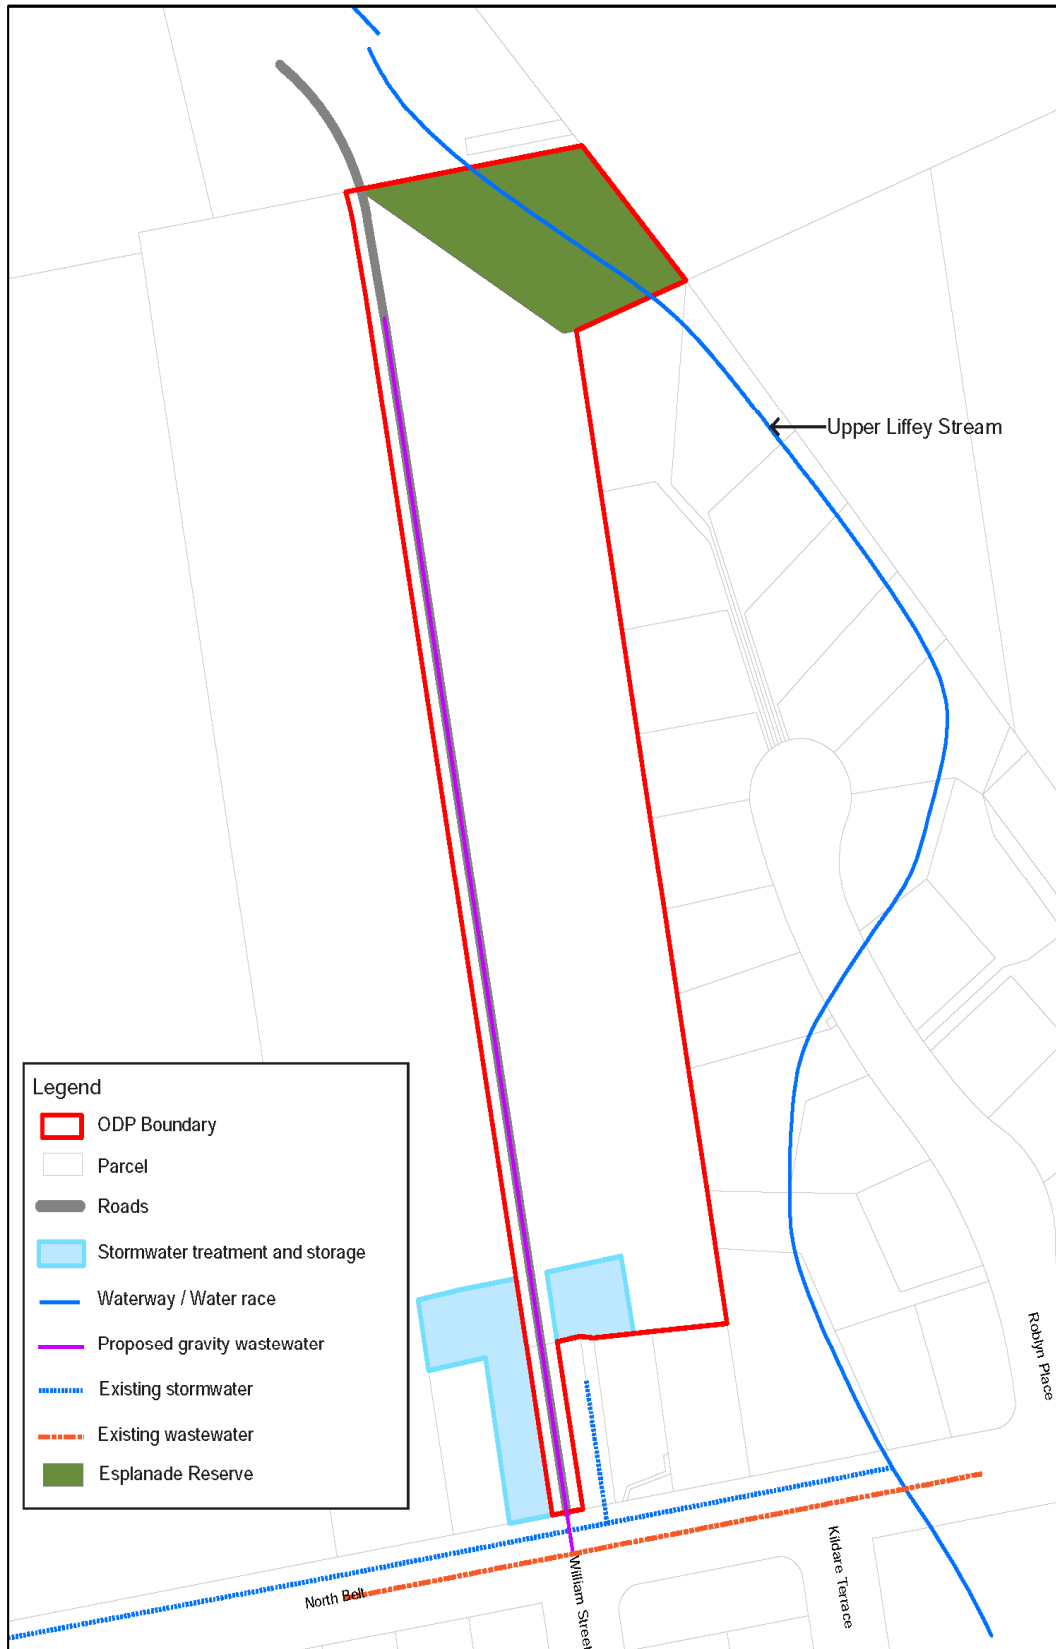 Upper Liffey Stream
Legend
ODP Boundary
Parcel
Roads
Stormwater treatment and storage
Waterway / Water race
Proposed gravity wastewater
Existing stormwater
Existing wastewater
Esplanade Reserve
Roblyn Place
North Belt
William Street
Kildare Terrace